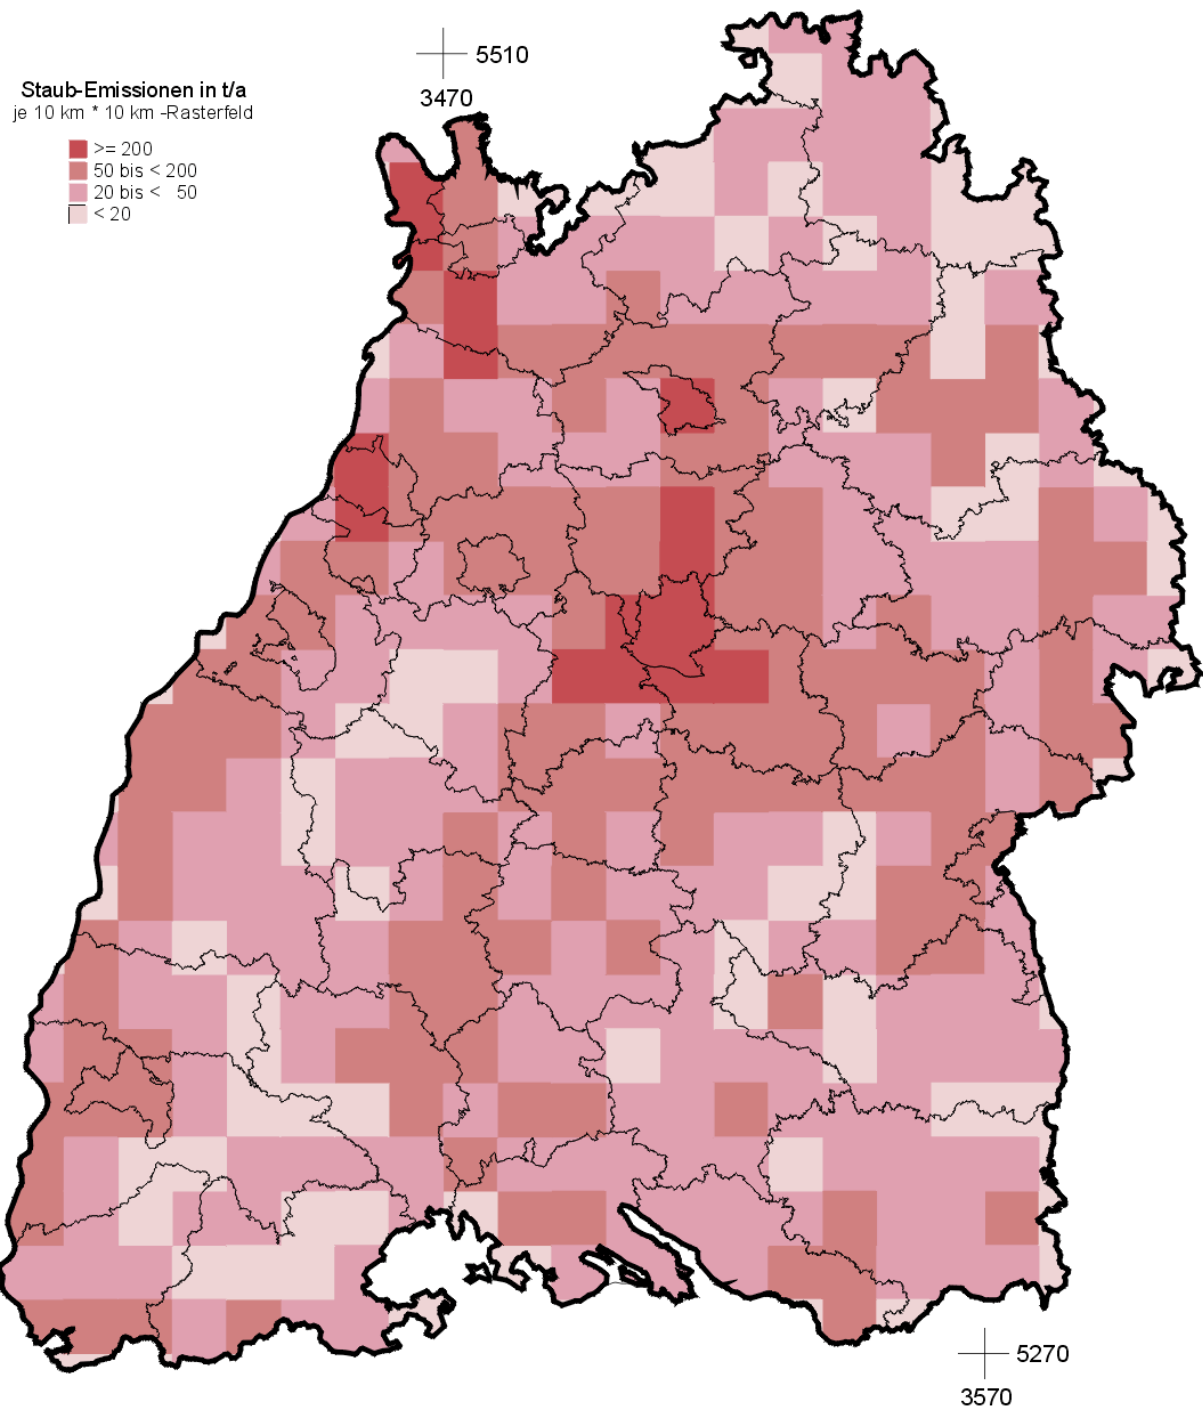 5510
3470
Staub-Emissionen in t/a
je 10 km * 10 km -Rasterfeld
>= 200
50 bis < 200
20 bis < 50
< 20
5270
3570